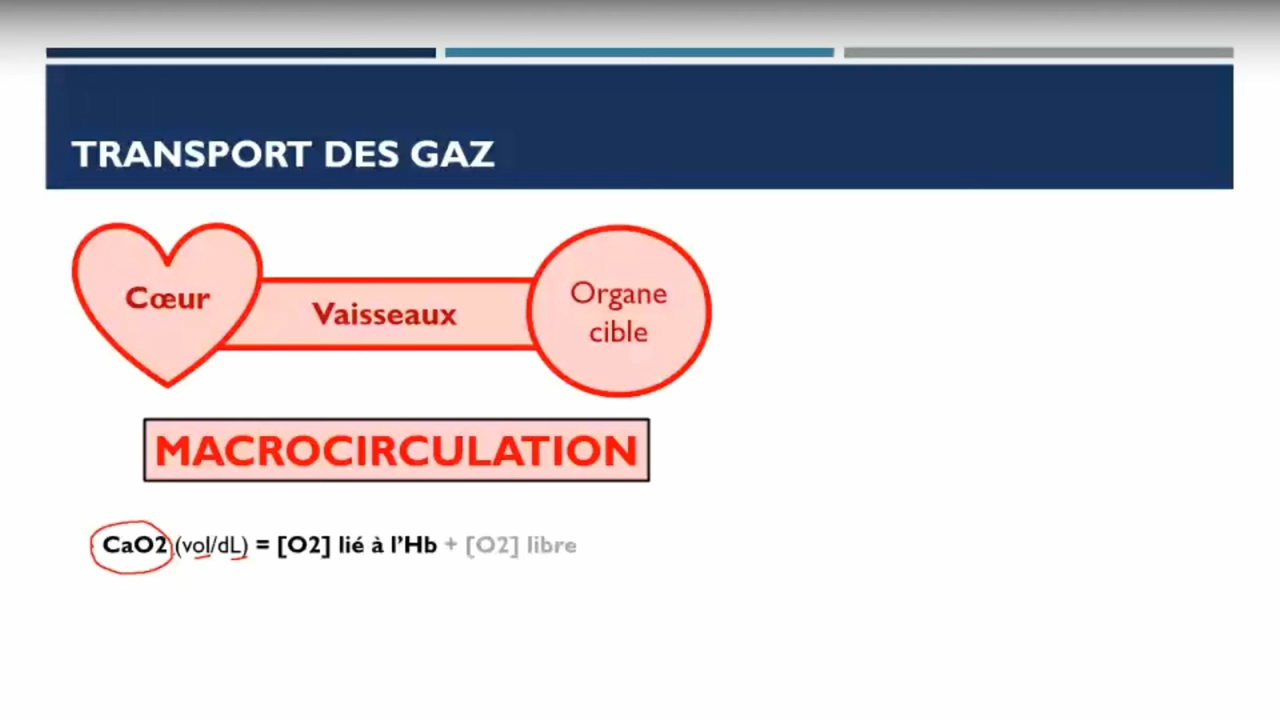 TRANSPORT DES GAZ
Cœur
Vaisseaux
Organe
cible
MACROCIRCULATION
CaO2 (vol/dL) = [O2] lié à l’Hb + [O2] libre